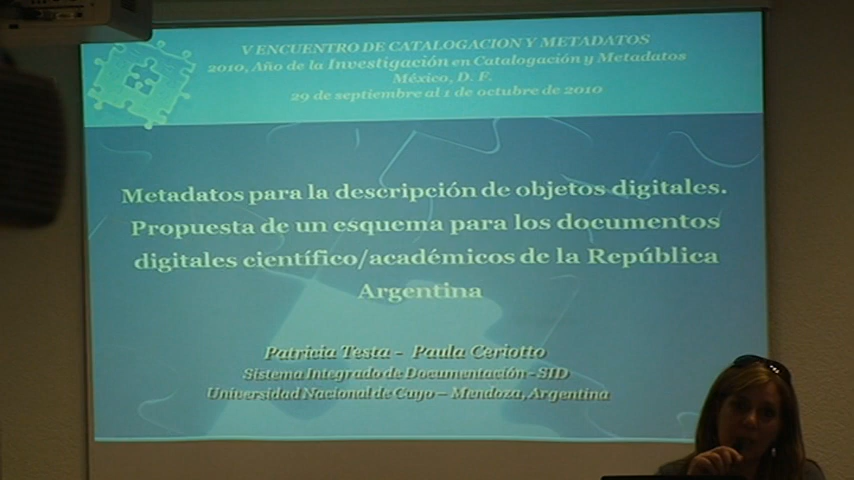 V ENCUENTRO DE CATALOGACION Y METADATOS
2010, Año de la Investigación en Catalogación y Metadatos
México, D. F.
29 de septiembre al 1 de octubre de 2010
Metadatos para la descripción de objetos digitales.
Propuesta de un esquema para los documentos
digitales científico/académicos de la República
Argentina
Patricia Testa - Paula Ceriotto
Sistema Integrado de Documentación - SID
Universidad Nacional de Cuyo – Mendoza, Argentina